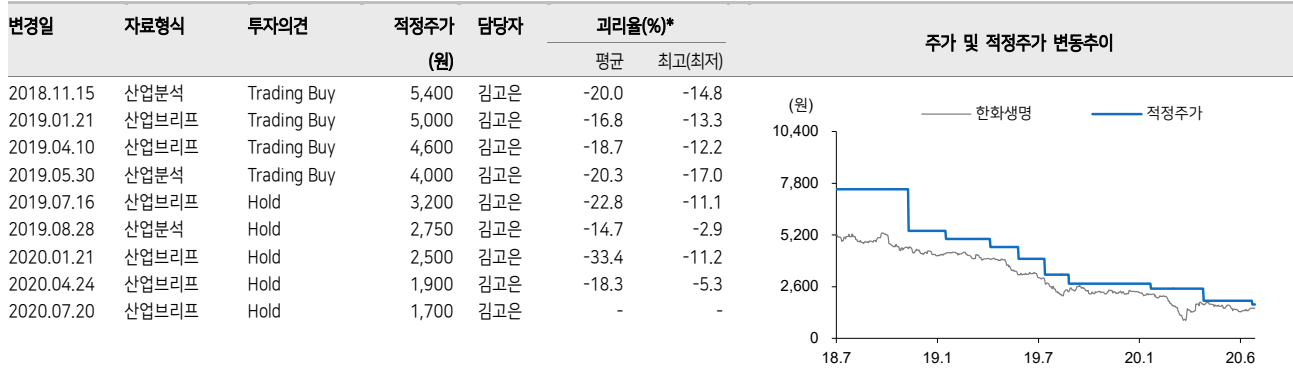 변경일 자료형식 투자의견 적정주가 담당자 괴리율(%)*
(원) 평균 최고(최저)
2018.11.15 산업분석 Trading Buy 5,400 김고은 -20.0 -14.8
2019.01.21 산업브리프 Trading Buy 5,000 김고은 -16.8 -13.3
2019.04.10 산업브리프 Trading Buy 4,600 김고은 -18.7 -12.2
2019.05.30 산업분석 Trading Buy 4,000 김고은 -20.3 -17.0
2019.07.16 산업브리프 Hold 3,200 김고은 -22.8 -11.1
2019.08.28 산업분석 Hold 2,750 김고은 -14.7 -2.9
2020.01.21 산업브리프 Hold 2,500 김고은 -33.4 -11.2
2020.04.24 산업브리프 Hold 1,900 김고은 -18.3 -5.3
2020.07.20 산업브리프 Hold 1,700 김고은 - -
주가 및 적정주가 변동추이
(원)
한화생명 적정주가
10,400
7,800
5,200
2,600
0
18.7 19.1 19.7 20.1 20.6